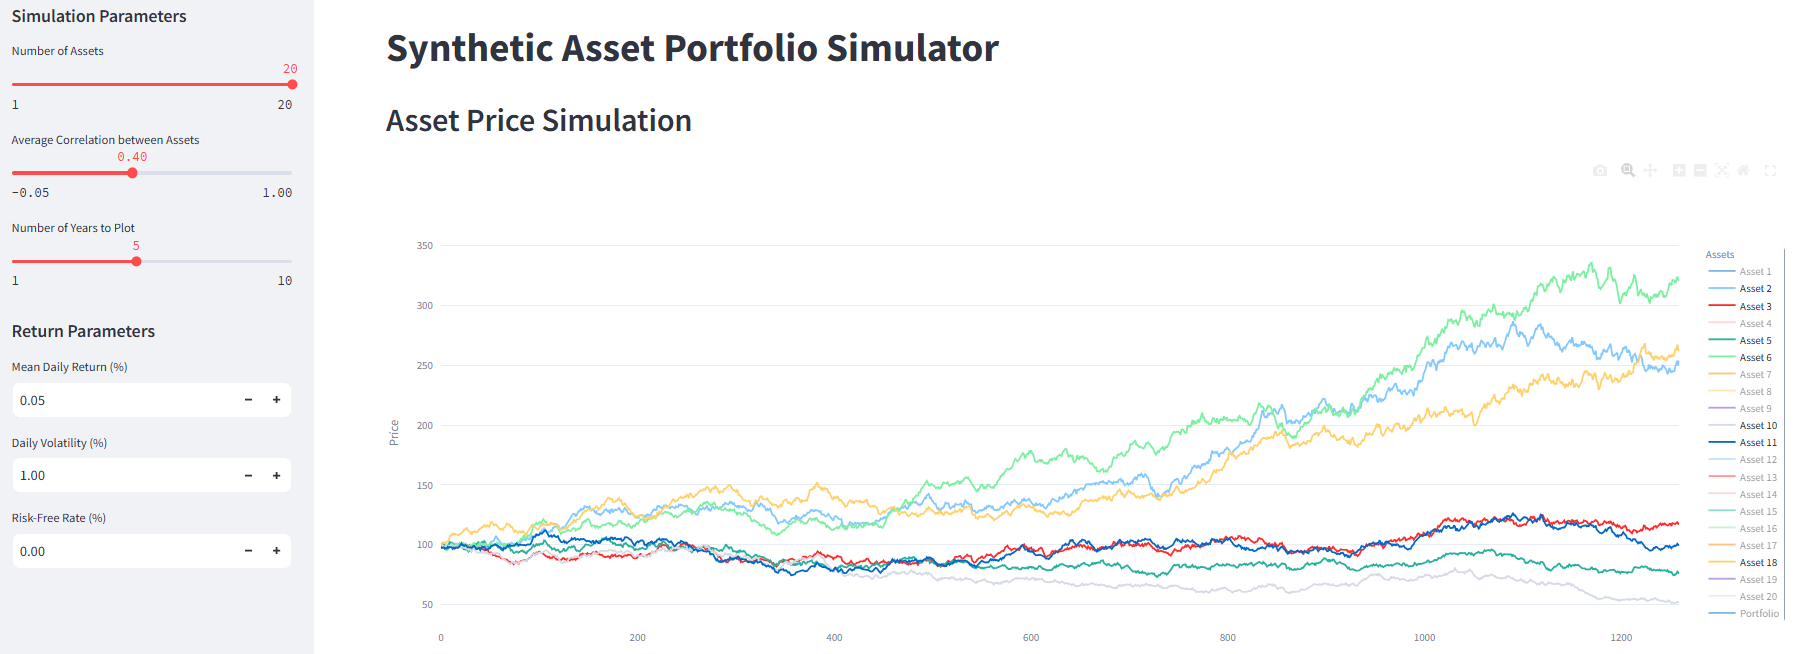 Simulation Parameters
Number of Assets
20
1 20
Average Correlation between Assets
0.40
-0.05 1.00
Number of Years to Plot
5
1 10
Return Parameters
Mean Daily Return (%)
0.05 - +
Daily Volatility (%)
1.00 - +
Risk-Free Rate (%)
0.00 - +
Synthetic Asset Portfolio Simulator
Asset Price Simulation
350
300
250
200
150
100
50
Price
0 200 400 600 800 1000 1200
Assets
Asset 1
Asset 2
Asset 3
Asset 4
Asset 5
Asset 6
Asset 7
Asset 8
Asset 9
Asset 10
Asset 11
Asset 12
Asset 13
Asset 14
Asset 15
Asset 16
Asset 17
Asset 18
Asset 19
Asset 20
Portfolio